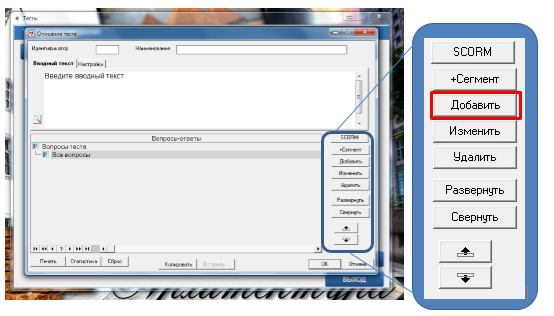 Тесты
Описание теста
Идентификатор
Наименование
Вводный текст
Настройки
Введите вводный текст
Вопросы-ответы
Вопросы теста
Все вопросы
SCORM
+Сегмент
Добавить
Изменить
Удалить
Развернуть
Свернуть
Печать
Статистика
Сброс
Копировать
Вставить
OK
Отмена
ВЫХОД
Архитектура
SCORM
+Сегмент
Добавить
Изменить
Удалить
Развернуть
Свернуть